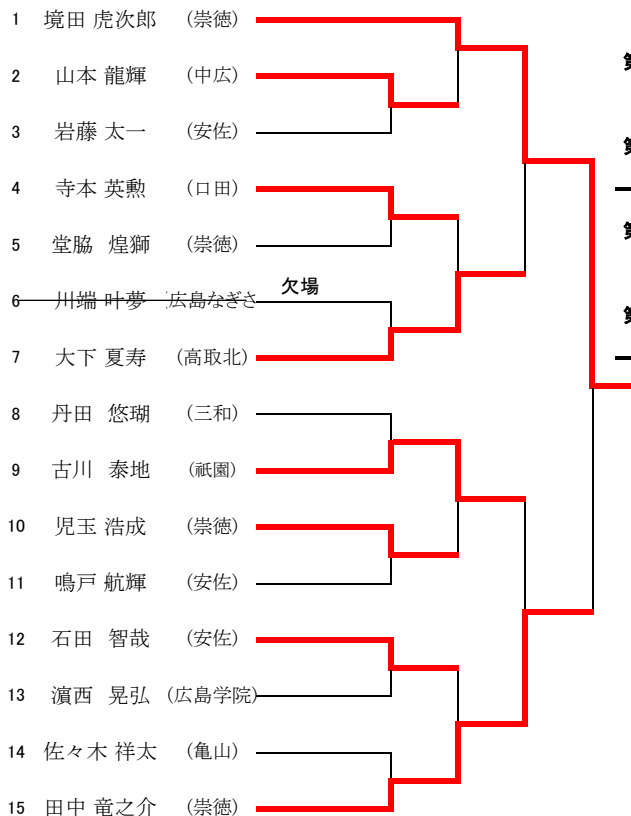 1 境田 虎次郎 (崇徳)
2 山本 龍輝 (中広)
3 岩藤 太一 (安佐)
4 寺本 英勲 (口田)
5 堂脇 煌獅 (崇徳)
6 川端 叶夢 (広島なぎさ 欠場
7 大下 夏寿 (高取北)
8 丹田 悠瑚 (三和)
9 古川 泰地 (祇園)
10 児玉 浩成 (崇徳)
11 鳴戸 航輝 (安佐)
12 石田 智哉 (安佐)
13 濵西 晃弘 (広島学院)
14 佐々木 祥太 (亀山)
15 田中 竜之介 (崇徳)
第
第
第
第